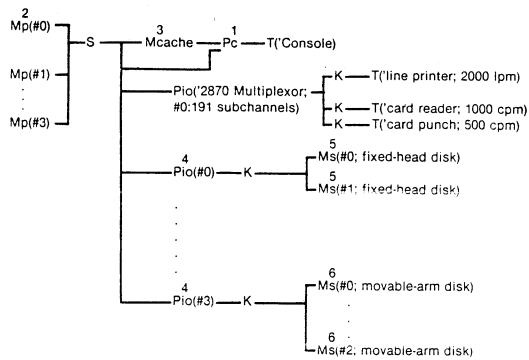 2
Mp(#0)
S
3
Mcache
1
Pc
T('Console)
Mp(#1)
Pio('2870 Multiplexor;
#0:191 subchannels)
K
T('line printer; 2000 lpm)
Mp(#3)
K
T('card reader; 1000 cpm)
K
T('card punch; 500 cpm)
4
Pio(#0)
K
5
Ms(#0; fixed-head disk)
5
Ms(#1; fixed-head disk)
4
Pio(#3)
K
6
Ms(#0; movable-arm disk)
6
Ms(#2; movable-arm disk)